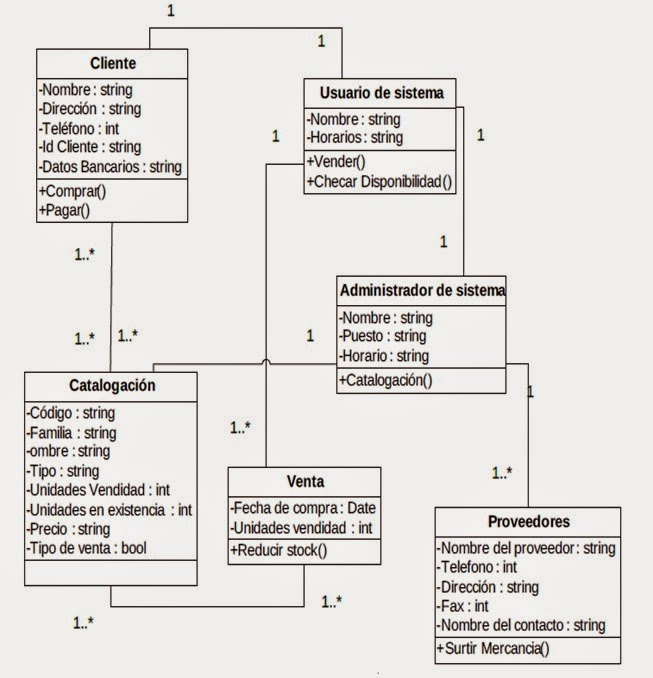 1
1
Cliente
-Nombre : string
-Dirección : string
-Teléfono : int
-Id Cliente : string
-Datos Bancarios : string
+Comprar()
+Pagar()
Usuario de sistema
-Nombre : string
-Horarios : string
+Vender()
+Checar Disponibilidad()
1
1
1..*
1
Administrador de sistema
-Nombre : string
-Puesto : string
-Horario : string
+Catalogación()
1..*
1..*
1
1
Catalogación
-Código : string
-Familia : string
-ombre : string
-Tipo : string
-Unidades Vendidad : int
-Unidades en existencia : int
-Precio : string
-Tipo de venta : bool
1..*
Venta
-Fecha de compra : Date
-Unidades vendidad : int
+Reducir stock()
1..*
Proveedores
-Nombre del proveedor : string
-Telefono : int
-Dirección : string
-Fax : int
-Nombre del contacto : string
+Surtir Mercancia()
1..*
1..*